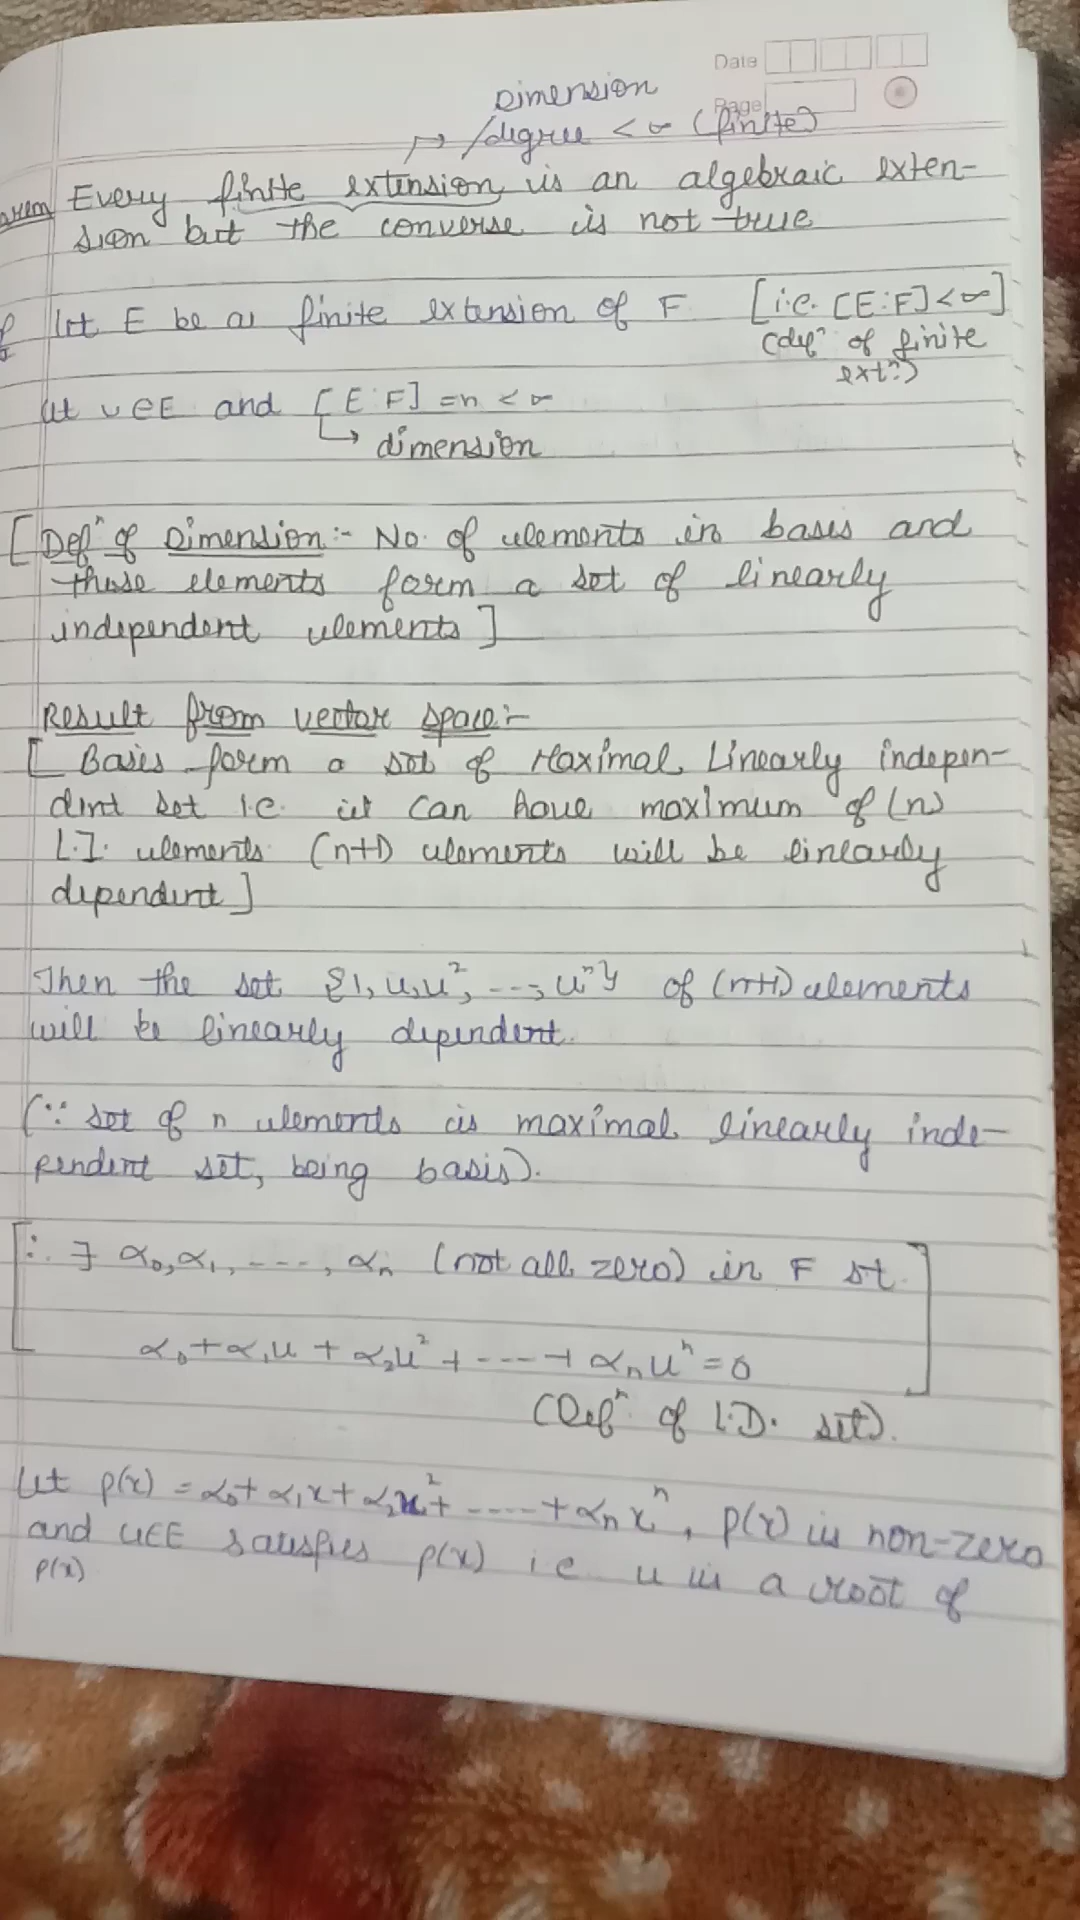 Date
Page
Dimension
→ /degree < ∞ (finite)
Every finite extension is an algebraic exten-
sion but the converse is not true
let E be a finite extension of F [i.e. [E:F]<∞]
(defⁿ of finite
extⁿ)
let u∈E and [E:F] = n < ∞
↳ dimension
[Defⁿ of Dimension:- No. of elements in basis and
these elements form a set of linearly
independent elements]
Result from vector space:-
[ Basis form a set of Maximal Linearly indepen-
dent set i.e. it can have maximum of (n)
L.I. elements. (n+1) elements will be linearly
dependent]
Then the set {1, u, u², ---, uⁿ} of (n+1) elements
will be linearly dependent.
(∵ set of n elements is maximal linearly inde-
pendent set, being basis).
∴ ∃ α₀, α₁, ----, αₙ (not all zero) in F st.
α₀ + α₁u + α₂u² + ---- + αₙuⁿ = 0
(Defⁿ of L.D. set).
Let p(x) = α₀ + α₁x + α₂x² + ----- + αₙxⁿ, p(x) is non-zero
and u∈E satisfies p(x) i.e u is a root of
p(x)